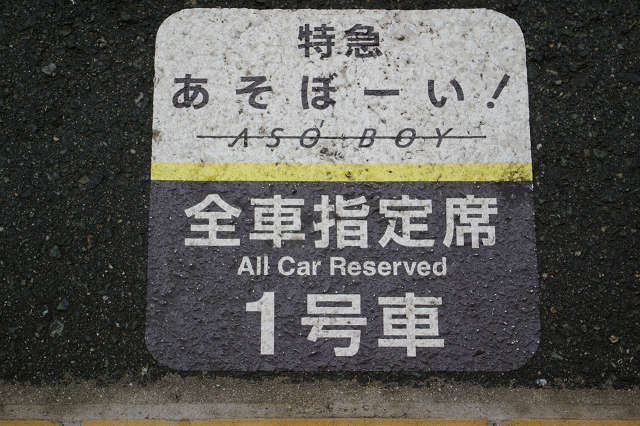 特急
あそぼーい!
ASO BOY
全車指定席
All Car Reserved
1号車